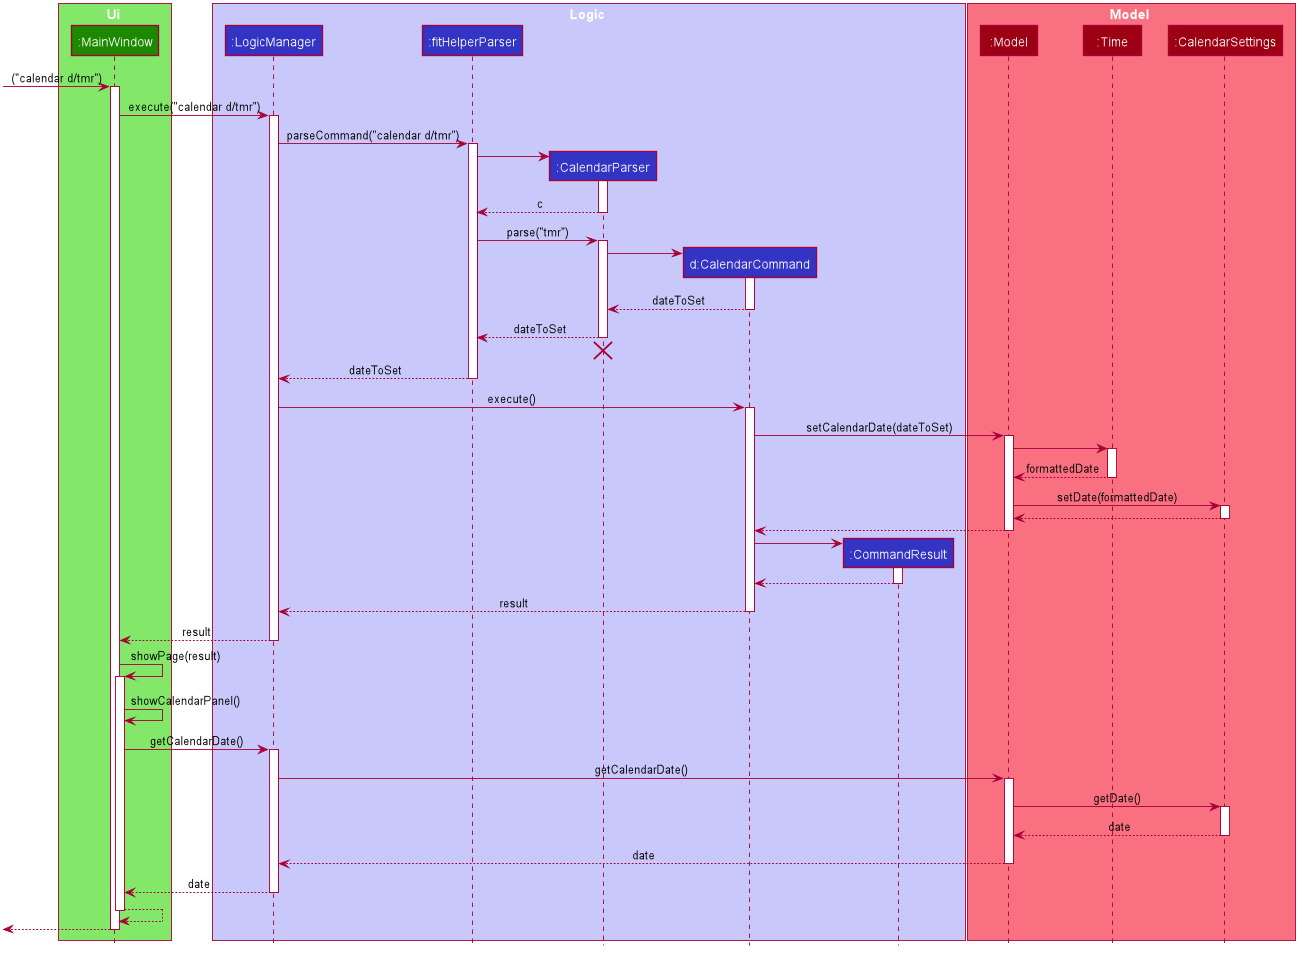 Ui
Logic
Model
:MainWindow
:LogicManager
:fitHelperParser
:Model
:Time
:CalendarSettings
("calendar d/tmr")
execute("calendar d/tmr")
parseCommand("calendar d/tmr")
:CalendarParser
c
parse("tmr")
d:CalendarCommand
dateToSet
dateToSet
dateToSet
execute()
setCalendarDate(dateToSet)
formattedDate
setDate(formattedDate)
:CommandResult
result
result
showPage(result)
showCalendarPanel()
getCalendarDate()
getCalendarDate()
getDate()
date
date
date